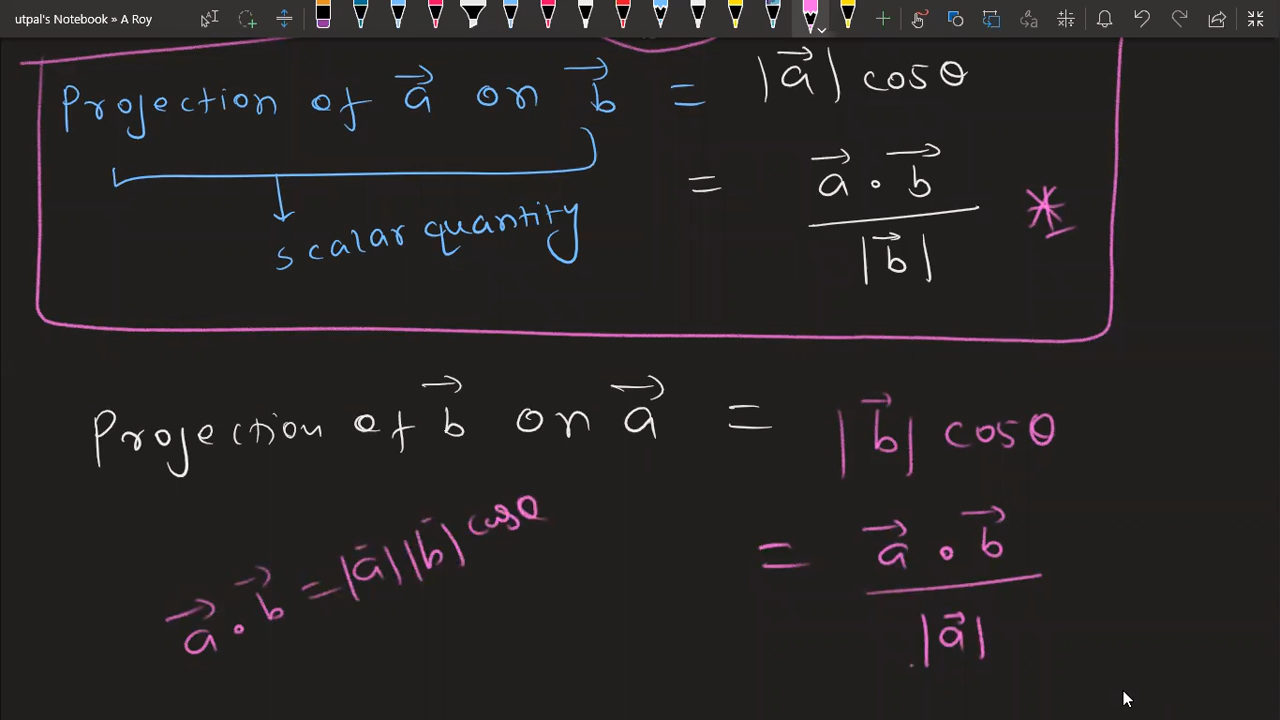 utpal's Notebook » A Roy
Projection of a⃗ on b⃗ = |a⃗| cosθ
= a⃗ · b⃗ / |b⃗|
*
scalar quantity
Projection of b⃗ on a⃗ = |b⃗| cosθ
a⃗ · b⃗ = |a̅||b̅| cosθ
= a⃗ · b⃗ / |a⃗|